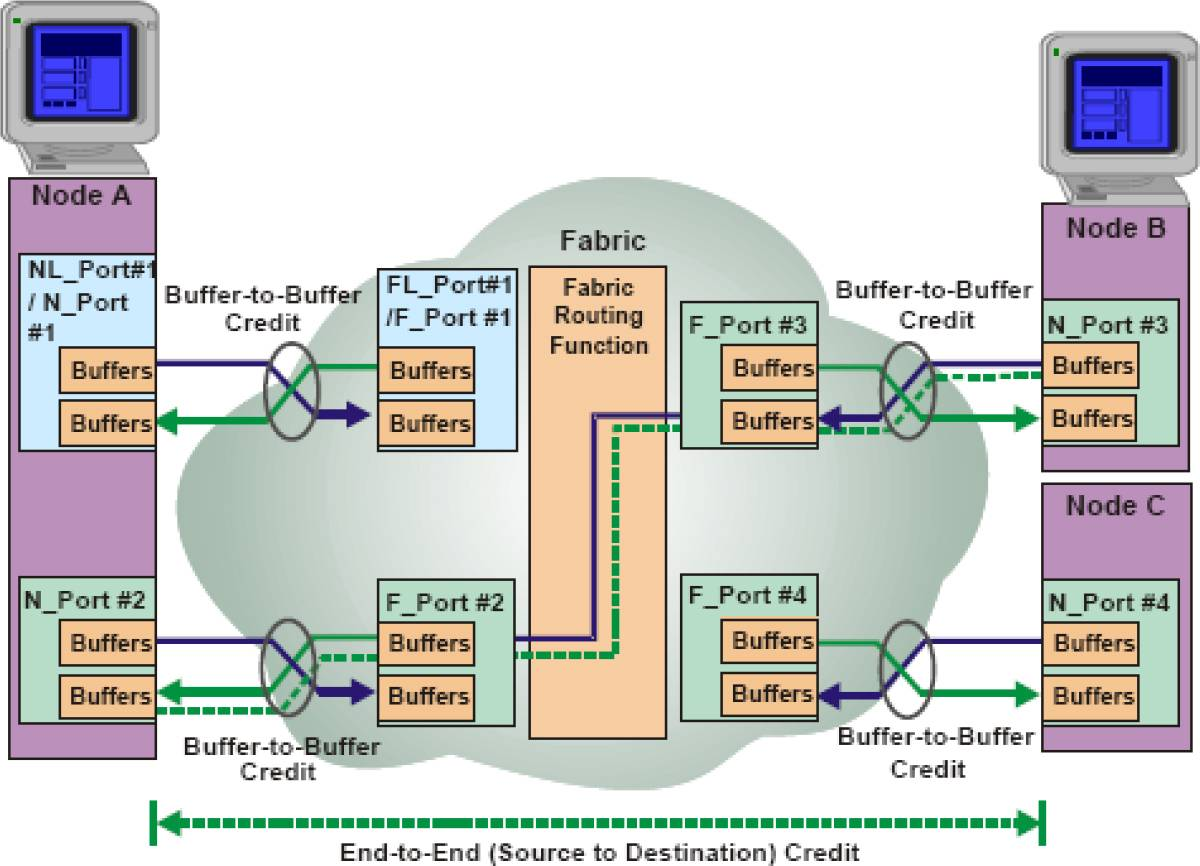 Node A
NL_Port#1
/ N_Port
#1
Buffers
Buffers
Buffer-to-Buffer
Credit
FL_Port#1
/F_Port #1
Buffers
Buffers
Fabric
Fabric
Routing
Function
F_Port #3
Buffers
Buffers
Buffer-to-Buffer
Credit
Node B
N_Port #3
Buffers
Buffers
N_Port #2
Buffers
Buffers
Buffer-to-Buffer
Credit
F_Port #2
Buffers
Buffers
F_Port #4
Buffers
Buffers
Buffer-to-Buffer
Credit
Node C
N_Port #4
Buffers
Buffers
End-to-End (Source to Destination) Credit